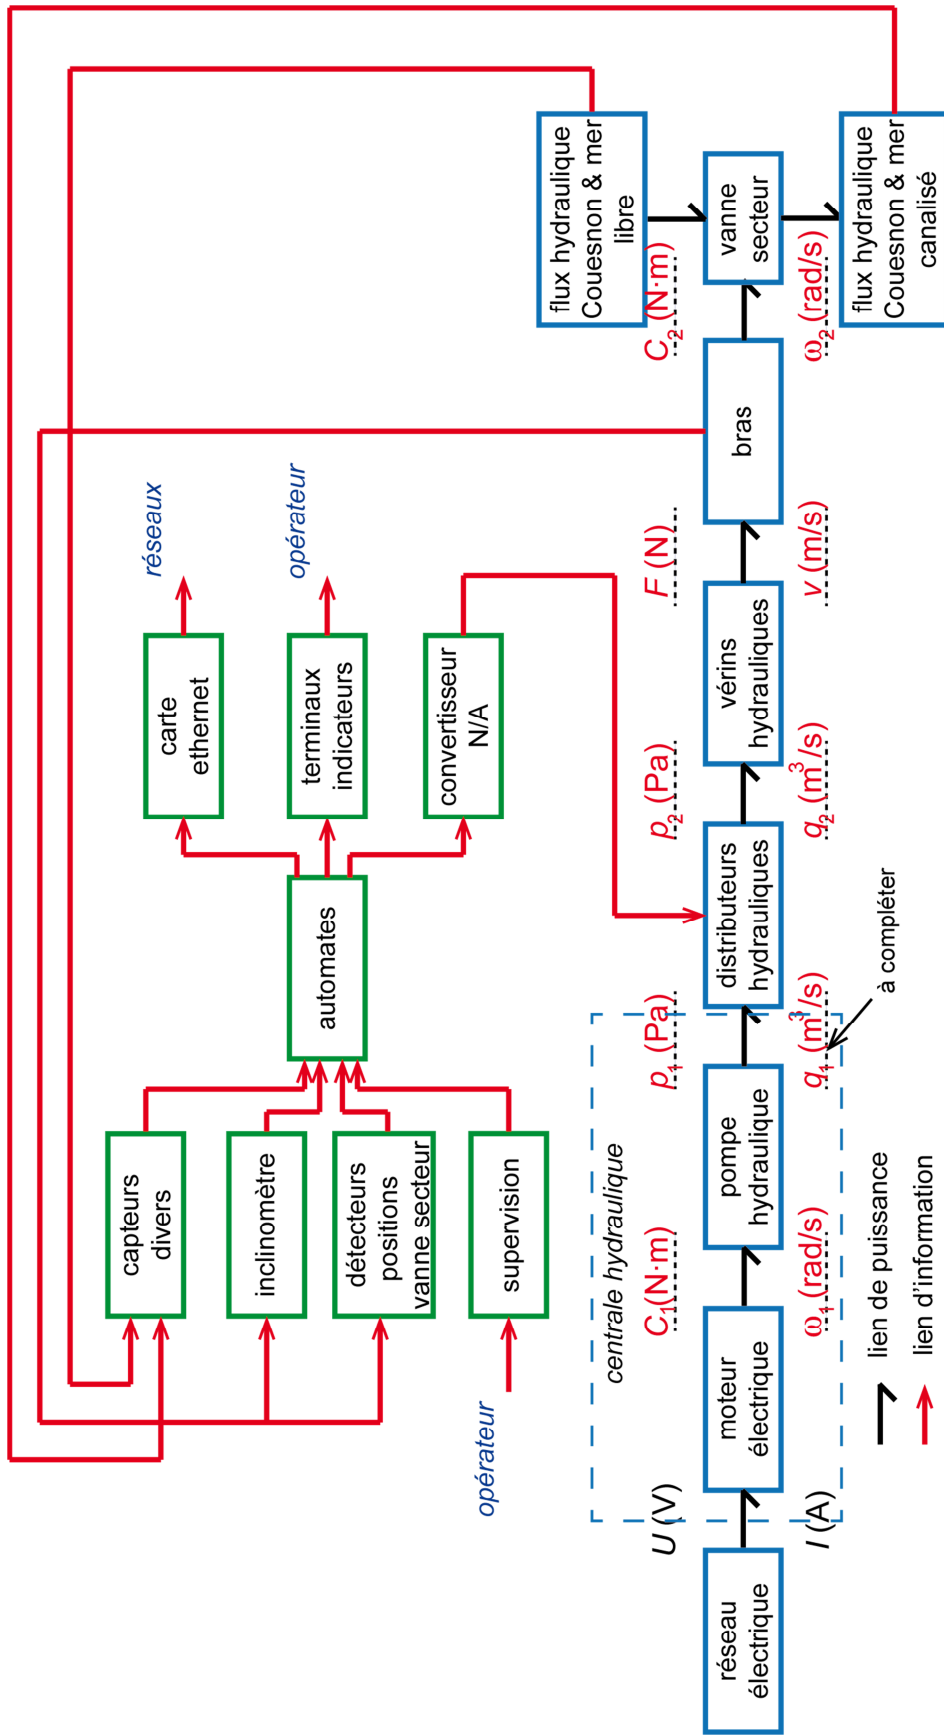 capteurs
divers
inclinomètre
détecteurs
positions
vanne secteur
supervision
opérateur
automates
carte
ethernet
terminaux
indicateurs
convertisseur
N/A
réseaux
opérateur
centrale hydraulique
réseau
électrique
U (V)
I (A)
moteur
électrique
C₁(N·m)
ω₁ (rad/s)
pompe
hydraulique
p₁ (Pa)
q₁ (m³/s)
à compléter
distributeurs
hydrauliques
p₂ (Pa)
q₂ (m³/s)
vérins
hydrauliques
F (N)
v (m/s)
bras
C₂ (N·m)
ω₂ (rad/s)
flux hydraulique
Couesnon & mer
libre
vanne
secteur
flux hydraulique
Couesnon & mer
canalisé
lien de puissance
lien d'information